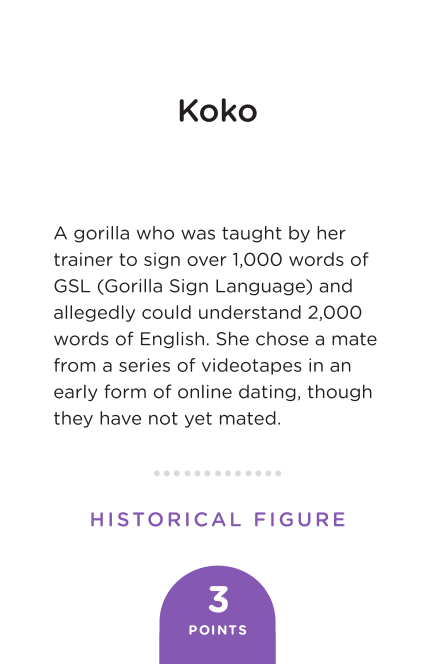 Koko
A gorilla who was taught by her
trainer to sign over 1,000 words of
GSL (Gorilla Sign Language) and
allegedly could understand 2,000
words of English. She chose a mate
from a series of videotapes in an
early form of online dating, though
they have not yet mated.
HISTORICAL FIGURE
3
POINTS